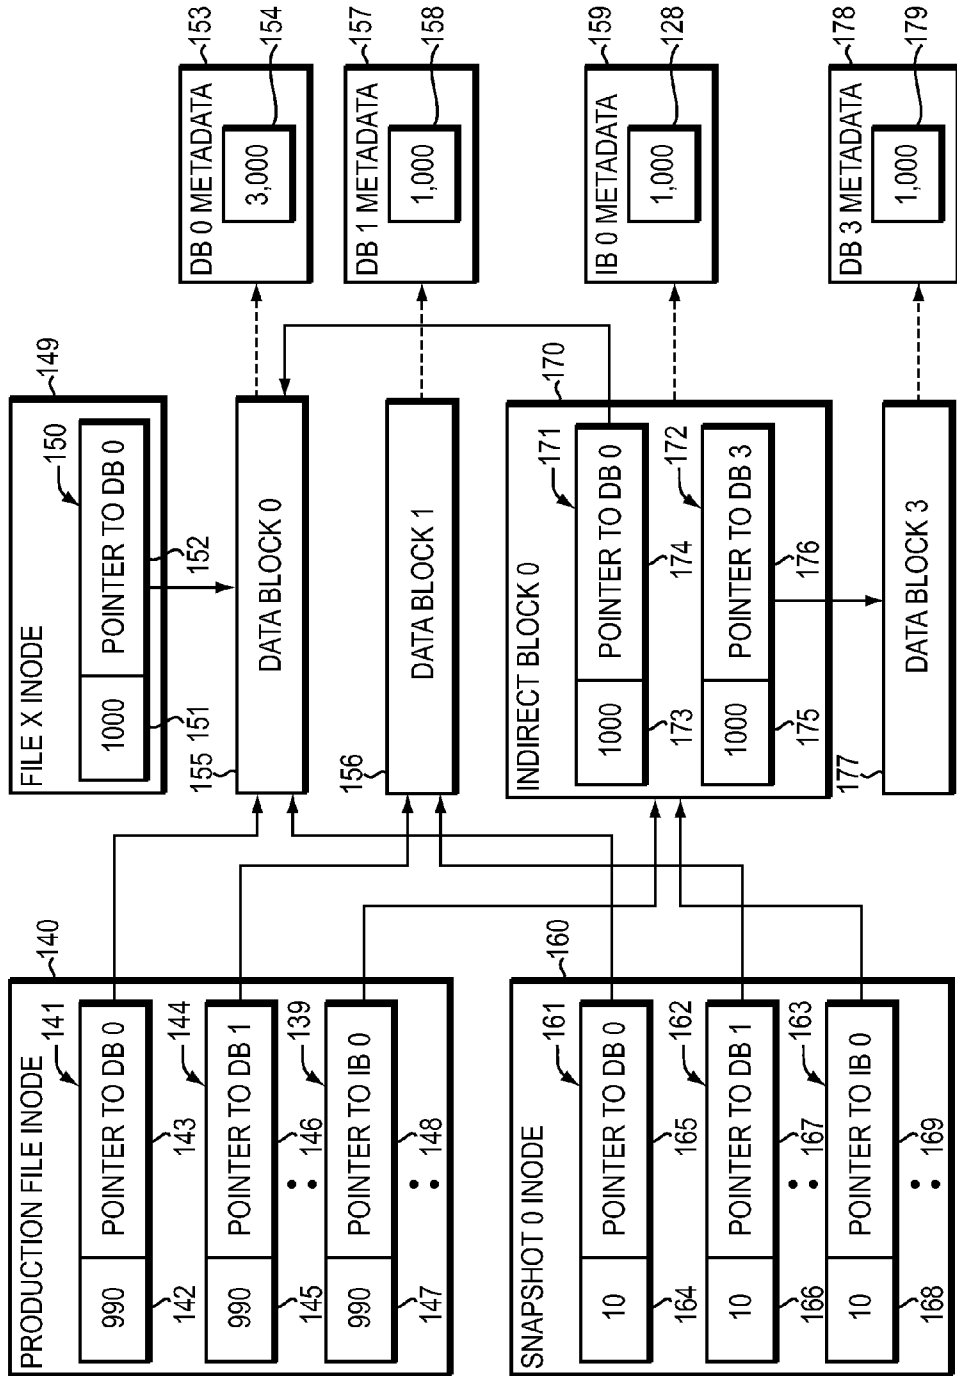 PRODUCTION FILE INODE
140
141
990
POINTER TO DB 0
142
143
144
990
POINTER TO DB 1
145
146
139
990
POINTER TO IB 0
147
148
SNAPSHOT 0 INODE
160
161
10
POINTER TO DB 0
164
165
162
10
POINTER TO DB 1
166
167
163
10
POINTER TO IB 0
168
169
FILE X INODE
149
150
1000
POINTER TO DB 0
151
152
155
DATA BLOCK 0
156
DATA BLOCK 1
INDIRECT BLOCK 0
170
171
1000
POINTER TO DB 0
173
174
172
1000
POINTER TO DB 3
175
176
177
DATA BLOCK 3
DB 0 METADATA
153
3,000
154
DB 1 METADATA
157
1,000
158
IB 0 METADATA
159
1,000
128
DB 3 METADATA
178
1,000
179